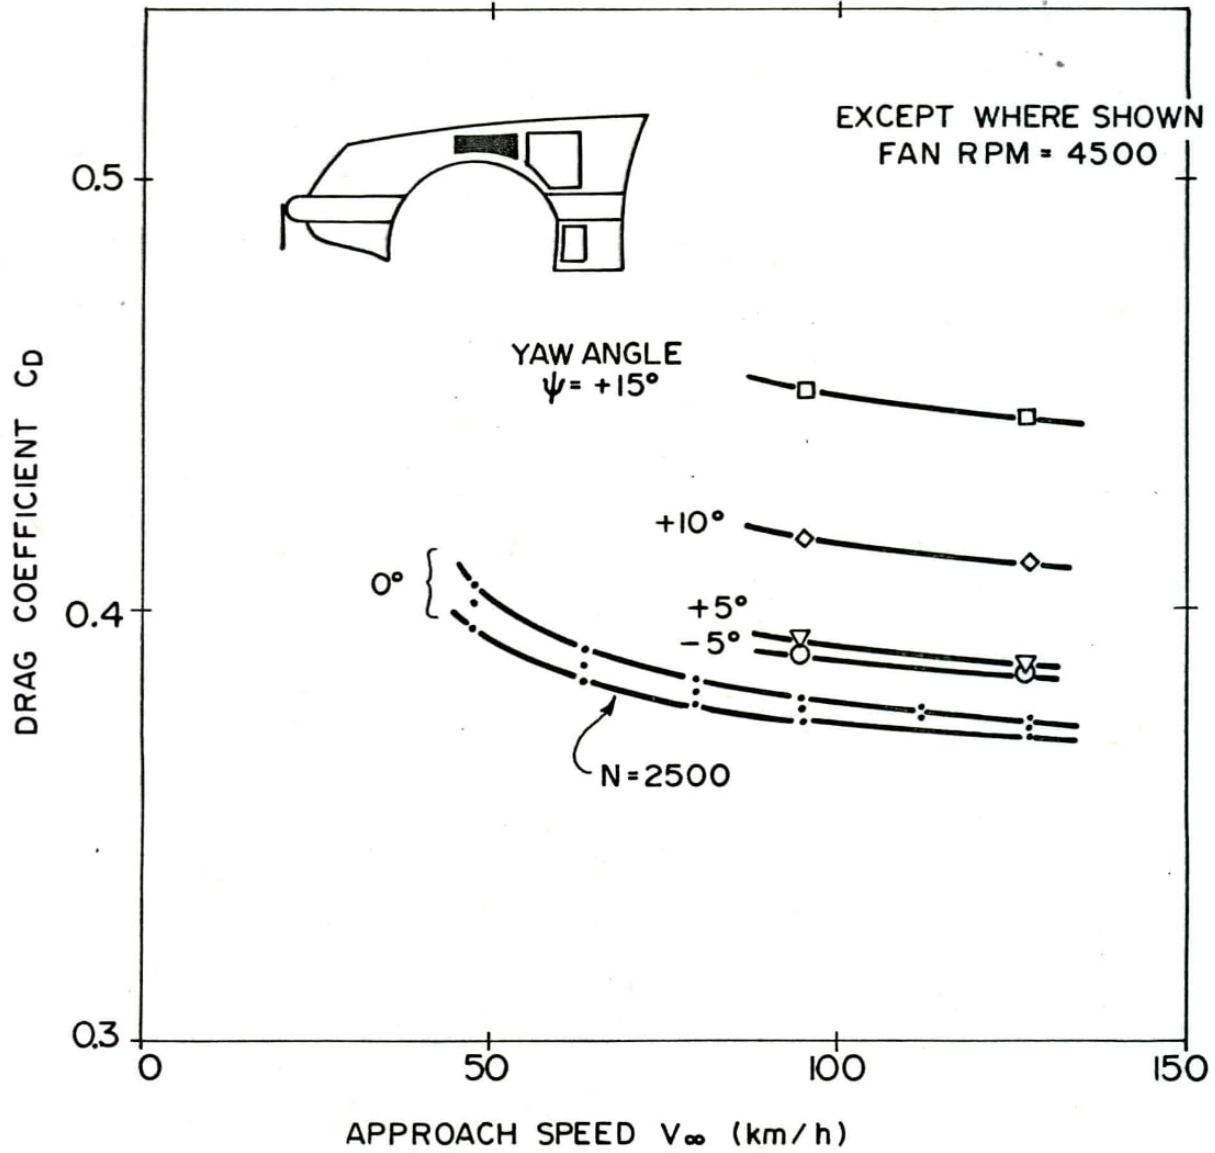 EXCEPT WHERE SHOWN
FAN RPM = 4500
0.5
YAW ANGLE
ψ = +15°
+10°
0°
+5°
0.4
-5°
N = 2500
0.3
0 50 100 150
DRAG COEFFICIENT CD
APPROACH SPEED V∞ (km/h)